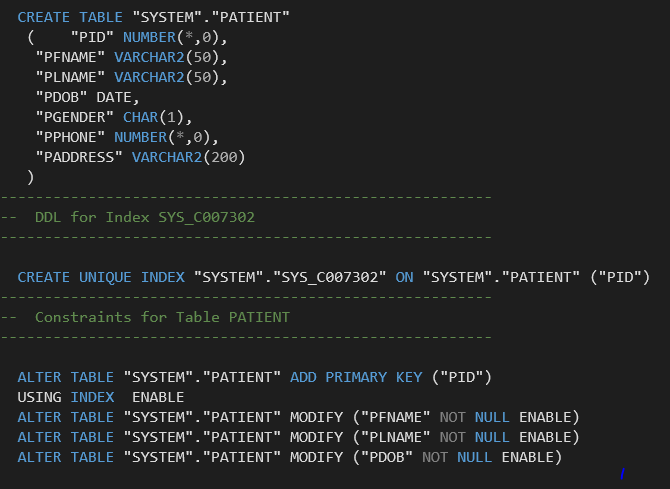 CREATE TABLE "SYSTEM"."PATIENT"
(    "PID" NUMBER(*,0),
"PFNAME" VARCHAR2(50),
"PLNAME" VARCHAR2(50),
"PDOB" DATE,
"PGENDER" CHAR(1),
"PPHONE" NUMBER(*,0),
"PADDRESS" VARCHAR2(200)
)
--------------------------------------------------------
--  DDL for Index SYS_C007302
--------------------------------------------------------
CREATE UNIQUE INDEX "SYSTEM"."SYS_C007302" ON "SYSTEM"."PATIENT" ("PID")
--------------------------------------------------------
--  Constraints for Table PATIENT
--------------------------------------------------------
ALTER TABLE "SYSTEM"."PATIENT" ADD PRIMARY KEY ("PID")
USING INDEX  ENABLE
ALTER TABLE "SYSTEM"."PATIENT" MODIFY ("PFNAME" NOT NULL ENABLE)
ALTER TABLE "SYSTEM"."PATIENT" MODIFY ("PLNAME" NOT NULL ENABLE)
ALTER TABLE "SYSTEM"."PATIENT" MODIFY ("PDOB" NOT NULL ENABLE)